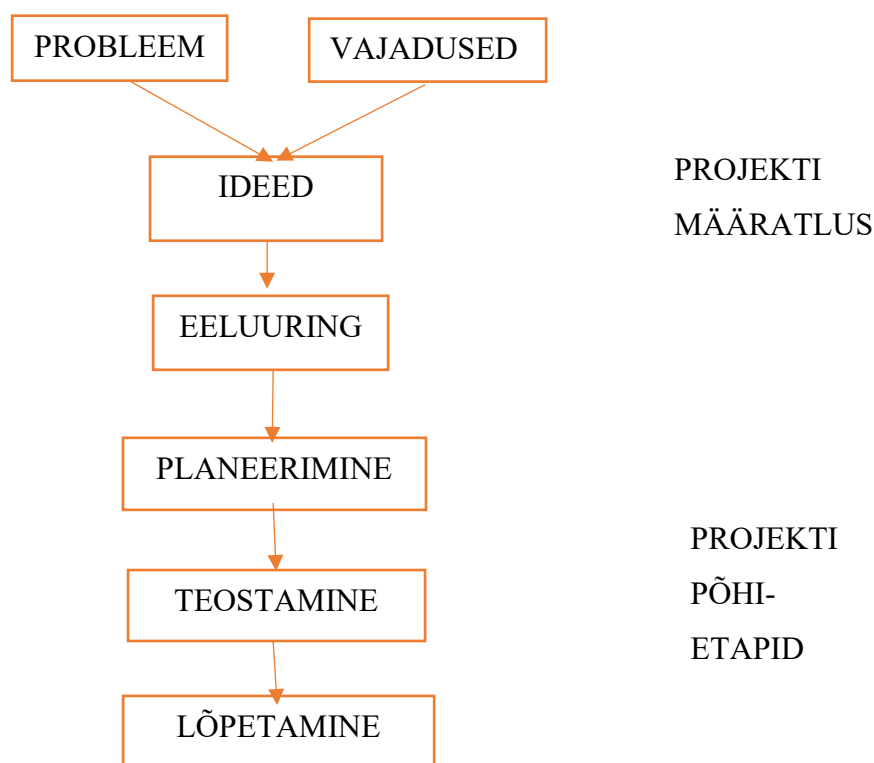 PROBLEEM
VAJADUSED
IDEED
PROJEKTI
MÄÄRATLUS
EELUURING
PLANEERIMINE
TEOSTAMINE
PROJEKTI
PÕHI-
ETAPID
LÕPETAMINE